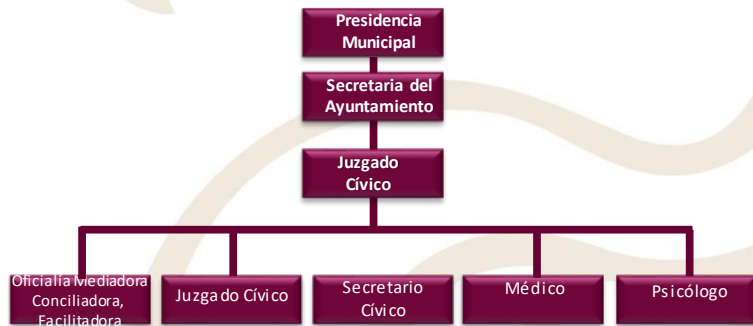 Presidencia
Municipal
Secretaria del
Ayuntamiento
Juzgado
Cívico
Oficialía Mediadora
Conciliadora,
Facilitadora
Juzgado Cívico
Secretario
Cívico
Médico
Psicólogo